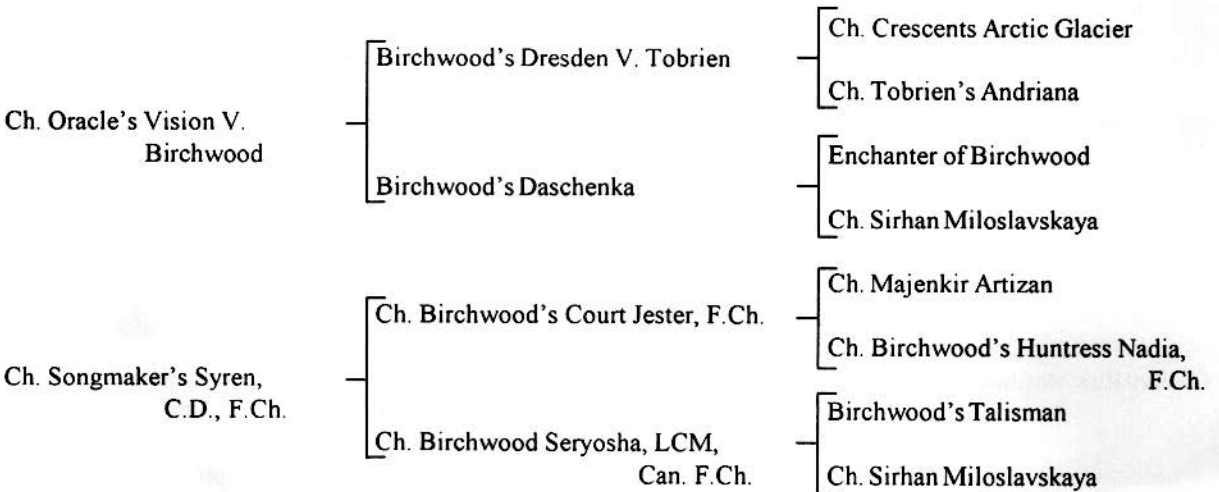 Ch. Crescents Arctic Glacier
Birchwood's Dresden V. Tobrien
Ch. Tobrien's Andriana
Ch. Oracle's Vision V.
Birchwood
Enchanter of Birchwood
Birchwood's Daschenka
Ch. Sirhan Miloslavskaya
Ch. Majenkir Artizan
Ch. Birchwood's Court Jester, F.Ch.
Ch. Birchwood's Huntress Nadia,
F.Ch.
Ch. Songmaker's Syren,
C.D., F.Ch.
Birchwood's Talisman
Ch. Birchwood Seryosha, LCM,
Can. F.Ch.
Ch. Sirhan Miloslavskaya